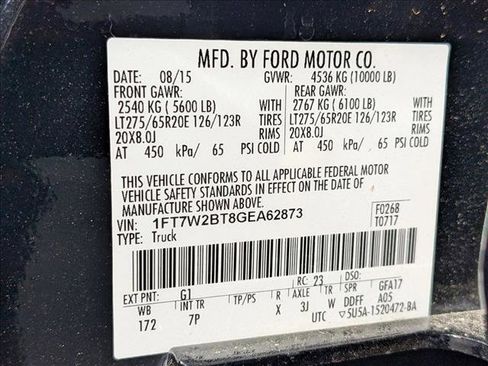 MFD. BY FORD MOTOR CO.
DATE: 08/15 GVWR: 4536 KG (10000 LB)
FRONT GAWR: REAR GAWR:
2540 KG ( 5600 LB) WITH 2767 KG ( 6100 LB) WITH
LT275/65R20E 126/123R TIRES LT275/65R20E 126/123R TIRES
20X8.0J RIMS 20X8.0J RIMS
AT 450 kPa/ 65 PSI COLD AT 450 kPa/ 65 PSI COLD
THIS VEHICLE CONFORMS TO ALL APPLICABLE FEDERAL MOTOR
VEHICLE SAFETY STANDARDS IN EFFECT ON THE DATE OF
MANUFACTURE SHOWN ABOVE.
VIN: 1FT7W2BT8GEA62873 F0268
TYPE: Truck T0717
EXT PNT: G1 RC: 23 DSO:
WB INT TR TP/PS R AXLE TR SPR GFA17
172 7P X 3J W DDFF A05
UTC ▽5U5A-1520472-BA